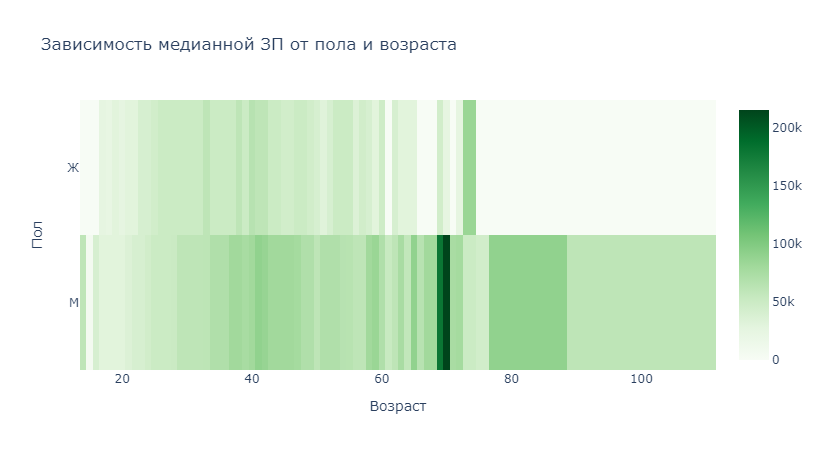 Зависимость медианной ЗП от пола и возраста
Ж
М
Пол
20
40
60
80
100
Возраст
200k
150k
100k
50k
0